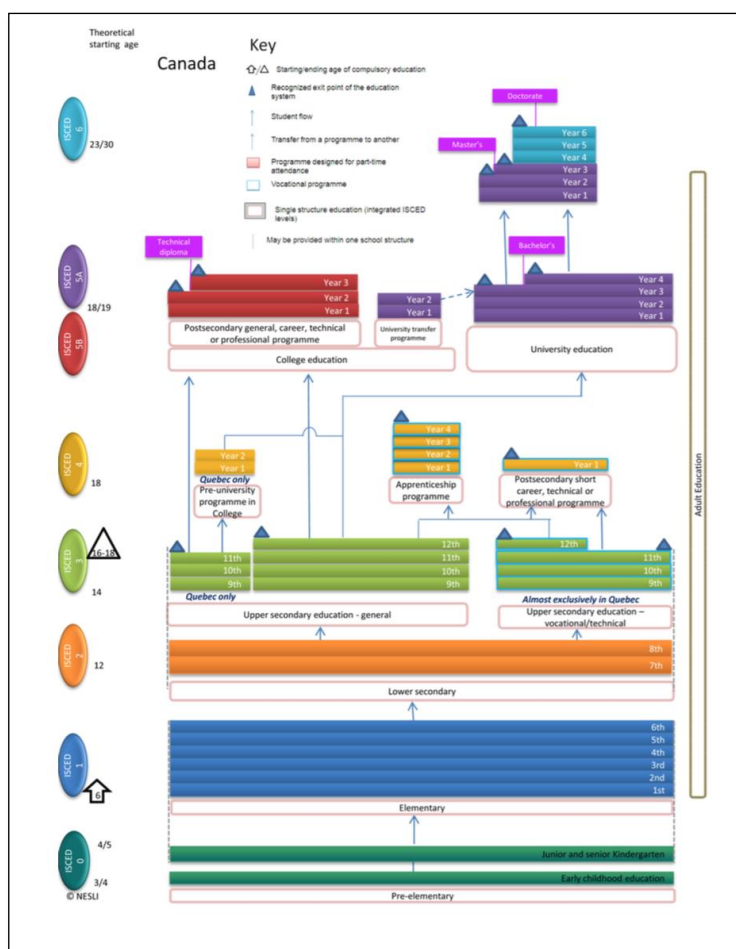 Theoretical
starting age
Canada
Key
Starting/ending age of compulsory education
Recognized exit point of the education
system
Student flow
Transfer from a programme to another
Programme designed for part-time
attendance
Vocational programme
Single structure education (integrated ISCED
levels)
May be provided within one school structure
Doctorate
Master's
Year 6
Year 5
Year 4
Year 3
Year 2
Year 1
ISCED
6
23/30
Technical
diploma
Bachelor's
ISCED
5A
18/19
ISCED
5B
Year 3
Year 2
Year 1
Year 2
Year 1
Year 4
Year 3
Year 2
Year 1
Postsecondary general, career, technical
or professional programme
University transfer
programme
College education
University education
ISCED
4
18
Year 2
Year 1
Quebec only
Pre-university
programme in
College
Year 4
Year 3
Year 2
Year 1
Apprenticeship
programme
Year 1
Postsecondary short
career, technical or
professional programme
Adult Education
ISCED
3
16-18
14
11th
10th
9th
Quebec only
12th
11th
10th
9th
12th
11th
10th
9th
Almost exclusively in Quebec
Upper secondary education - general
Upper secondary education –
vocational/technical
ISCED
2
12
8th
7th
Lower secondary
ISCED
1
6
6th
5th
4th
3rd
2nd
1st
Elementary
ISCED
0
4/5
3/4
Junior and senior Kindergarten
Early childhood education
Pre-elementary
© NESLI